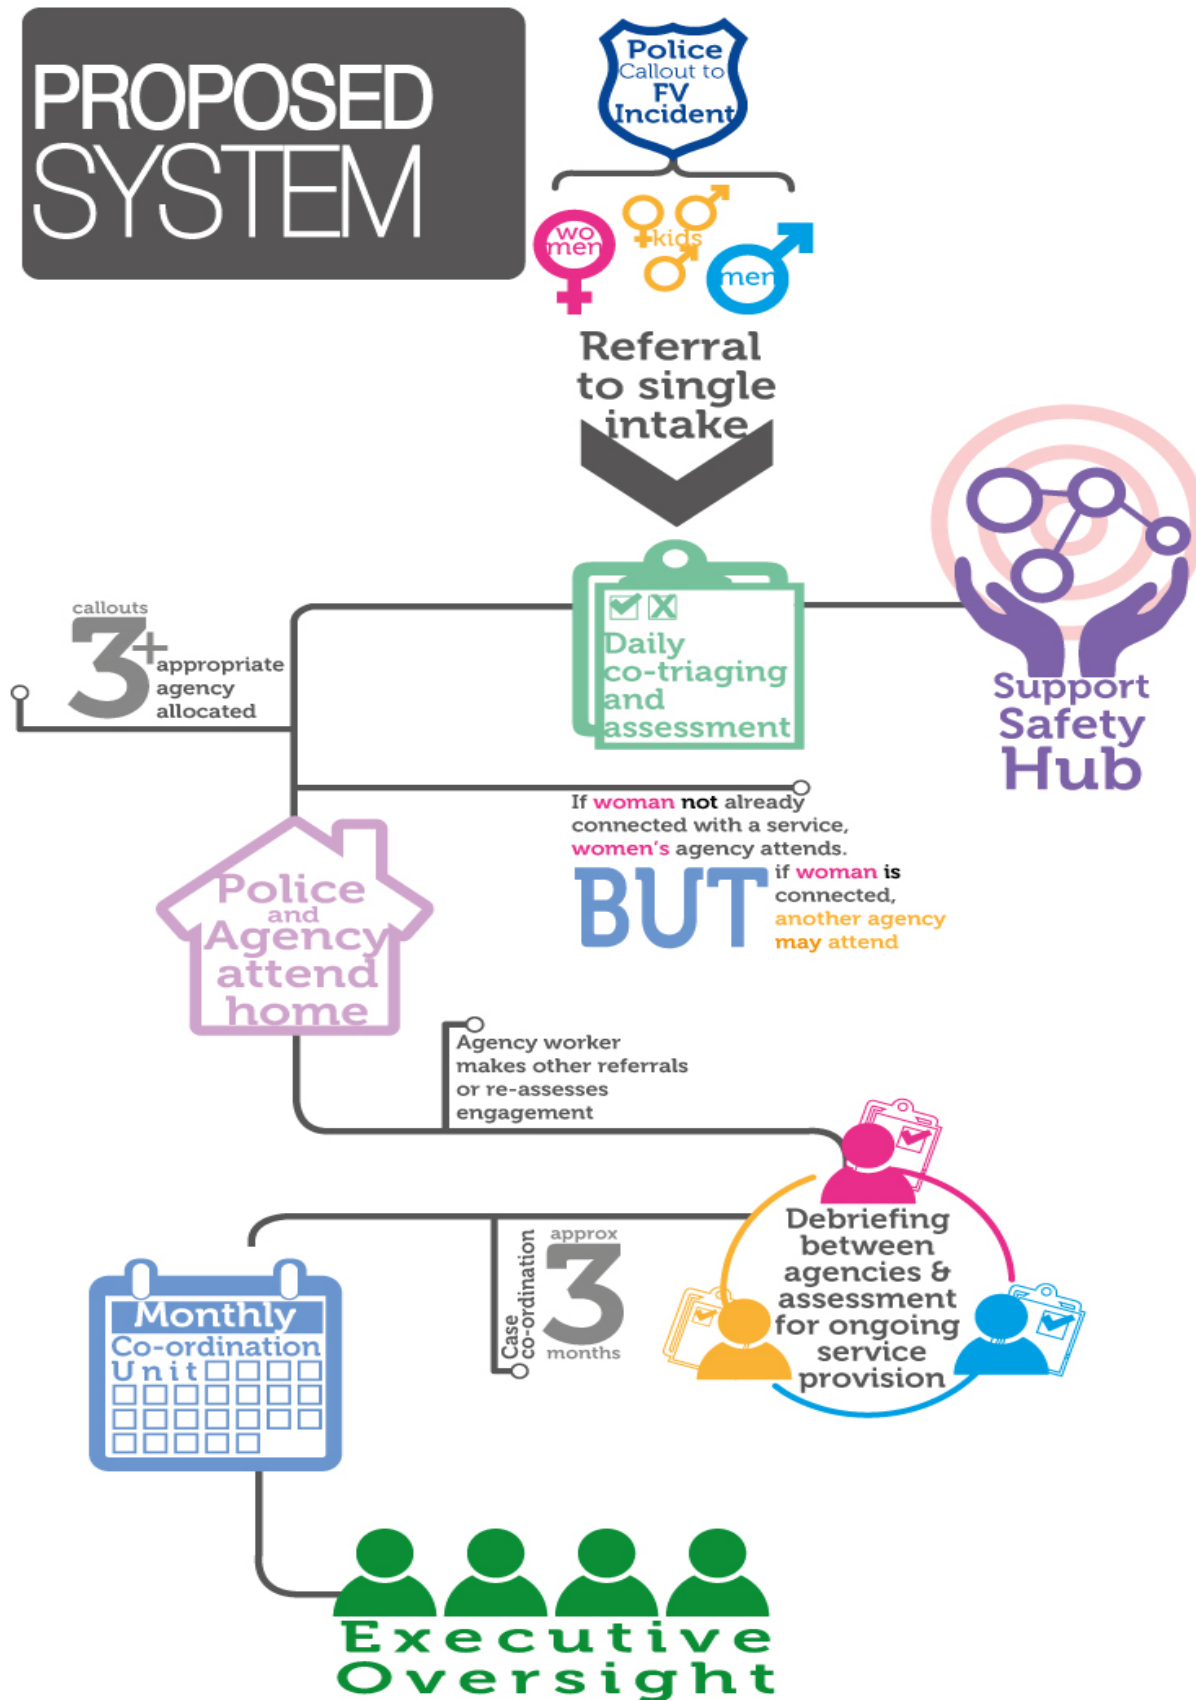 PROPOSED
SYSTEM
Police
Callout to
FV
Incident
wo
men
kids
men
Referral
to single
intake
callouts
3+
appropriate
agency
allocated
Daily
co-triaging
and
assessment
Support
Safety
Hub
If woman not already
connected with a service,
women's agency attends.
BUT
if woman is
connected,
another agency
may attend
Police
and
Agency
attend
home
Agency worker
makes other referrals
or re-assesses
engagement
Debriefing
between
agencies &
assessment
for ongoing
service
provision
Case
co-ordination
approx
3
months
Monthly
Co-ordination
Unit
Executive
Oversight